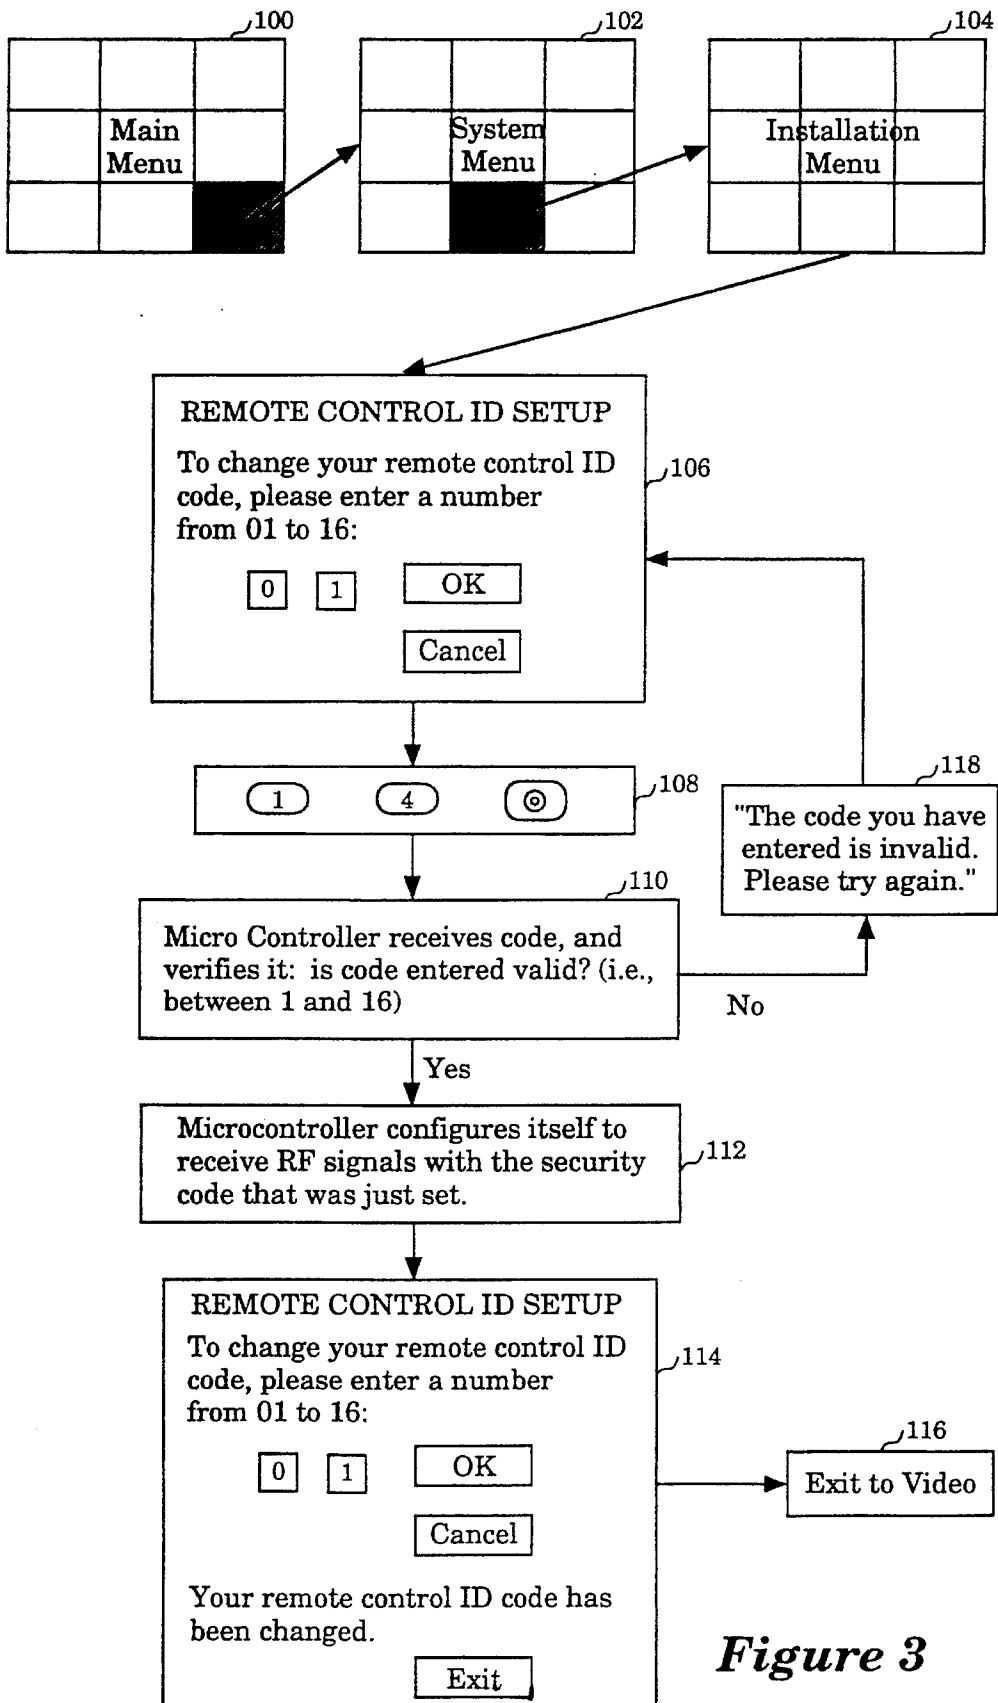 100
102
104
Main
Menu
System
Menu
Installation
Menu
REMOTE CONTROL ID SETUP
To change your remote control ID
code, please enter a number
from 01 to 16:
0 1 OK
Cancel
106
1 4
108
118
"The code you have
entered is invalid.
Please try again."
110
Micro Controller receives code, and
verifies it: is code entered valid? (i.e.,
between 1 and 16)
No
Yes
Microcontroller configures itself to
receive RF signals with the security
code that was just set.
112
REMOTE CONTROL ID SETUP
To change your remote control ID
code, please enter a number
from 01 to 16:
0 1 OK
Cancel
Your remote control ID code has
been changed.
Exit
114
116
Exit to Video
Figure 3